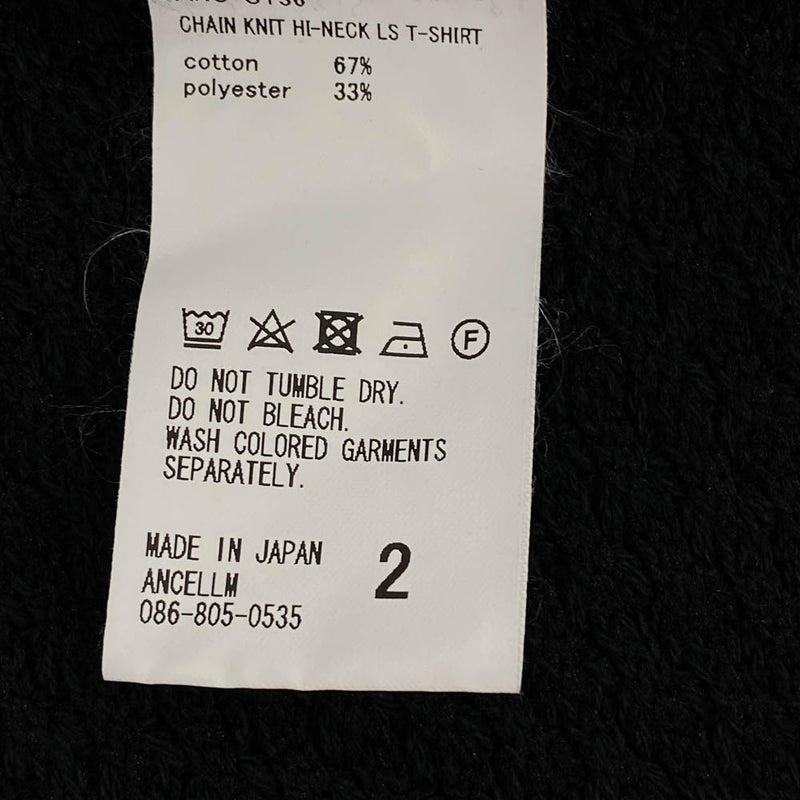 CHAIN KNIT HI-NECK LS T-SHIRT
cotton 67%
polyester 33%
30 F
DO NOT TUMBLE DRY.
DO NOT BLEACH.
WASH COLORED GARMENTS
SEPARATELY.
MADE IN JAPAN 2
ANCELLM
086-805-0535